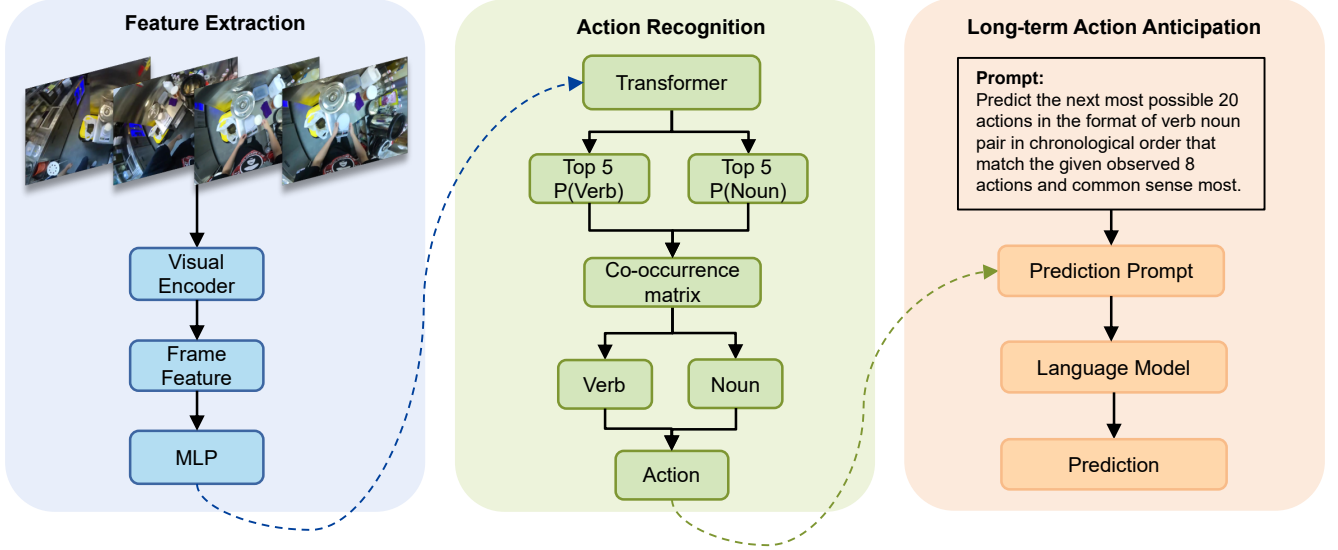 Feature Extraction
Visual
Encoder
Frame
Feature
MLP
Action Recognition
Transformer
Top 5
P(Verb)
Top 5
P(Noun)
Co-occurrence
matrix
Verb
Noun
Action
Long-term Action Anticipation
Prompt:
Predict the next most possible 20
actions in the format of verb noun
pair in chronological order that
match the given observed 8
actions and common sense most.
Prediction Prompt
Language Model
Prediction